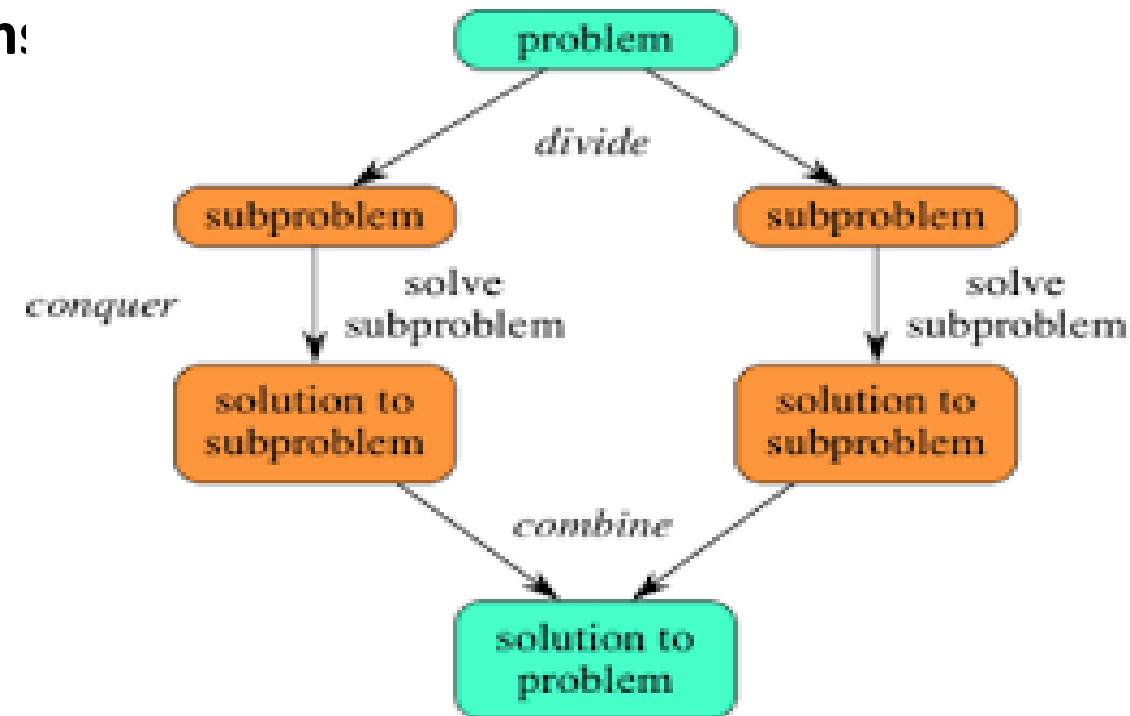 problem
divide
subproblem
subproblem
conquer
solve
subproblem
solve
subproblem
solution to
subproblem
solution to
subproblem
combine
solution to
problem